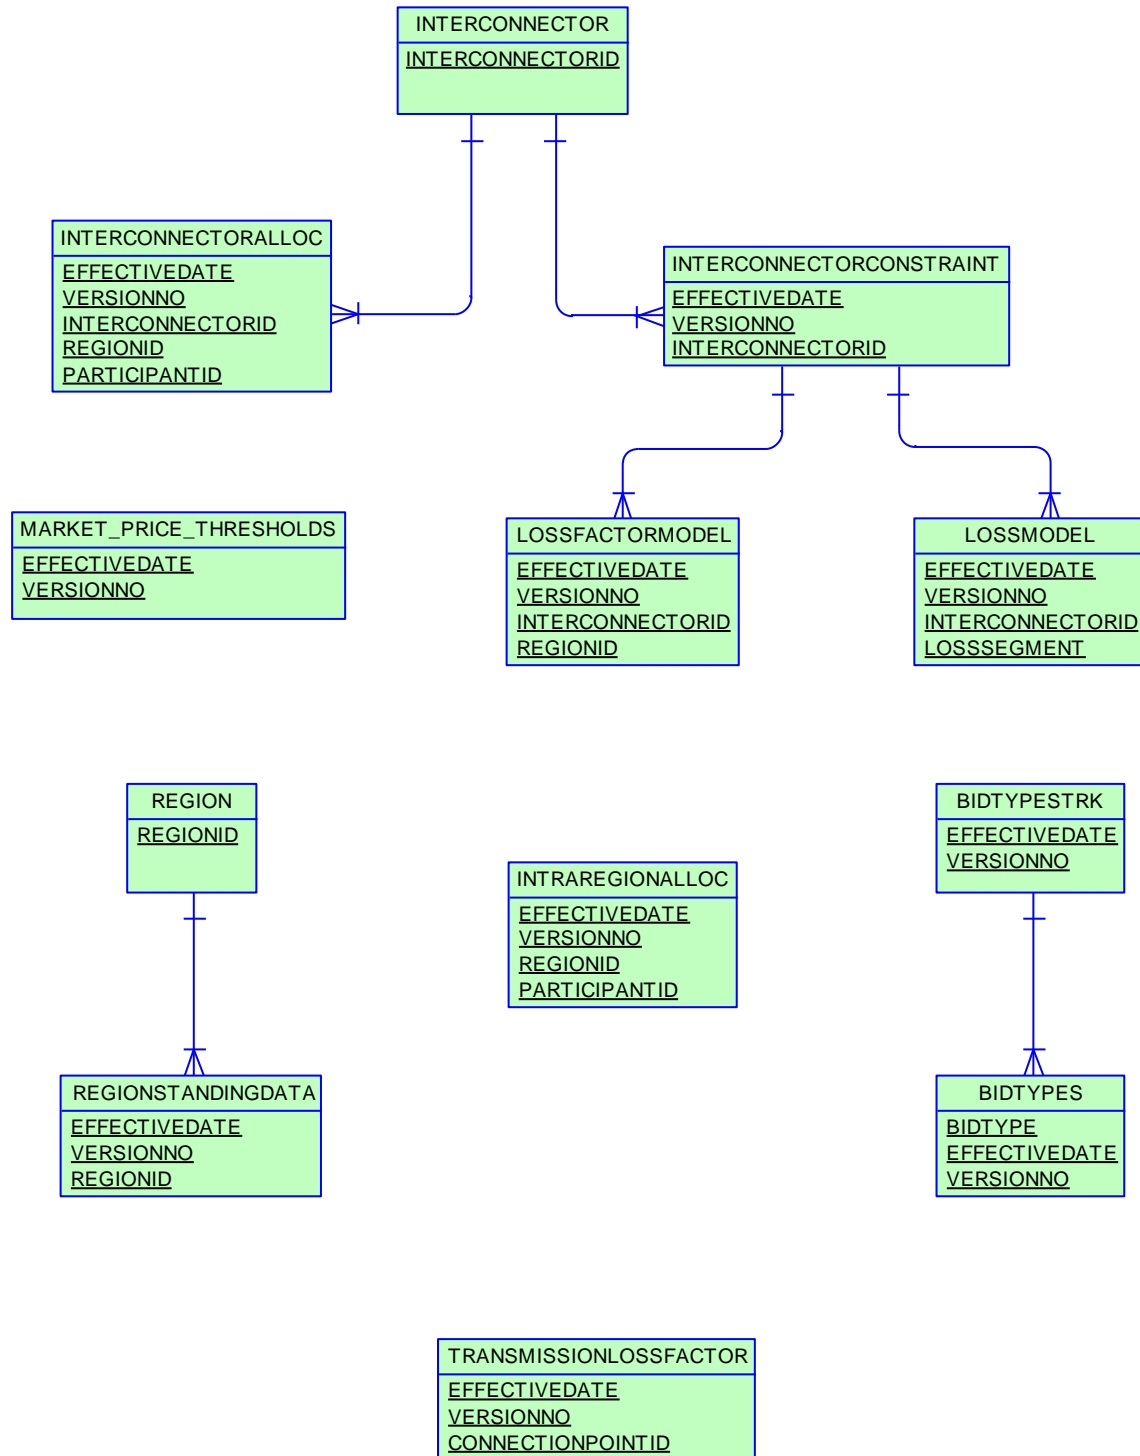 INTERCONNECTOR
INTERCONNECTORID
INTERCONNECTORALLOC
EFFECTIVEDATE
VERSIONNO
INTERCONNECTORID
REGIONID
PARTICIPANTID
INTERCONNECTORCONSTRAINT
EFFECTIVEDATE
VERSIONNO
INTERCONNECTORID
MARKET_PRICE_THRESHOLDS
EFFECTIVEDATE
VERSIONNO
LOSSFACTORMODEL
EFFECTIVEDATE
VERSIONNO
INTERCONNECTORID
REGIONID
LOSSMODEL
EFFECTIVEDATE
VERSIONNO
INTERCONNECTORID
LOSSSEGMENT
REGION
REGIONID
INTRAREGIONALLOC
EFFECTIVEDATE
VERSIONNO
REGIONID
PARTICIPANTID
BIDTYPESTRK
EFFECTIVEDATE
VERSIONNO
REGIONSTANDINGDATA
EFFECTIVEDATE
VERSIONNO
REGIONID
BIDTYPES
BIDTYPE
EFFECTIVEDATE
VERSIONNO
TRANSMISSIONLOSSFACTOR
EFFECTIVEDATE
VERSIONNO
CONNECTIONPOINTID